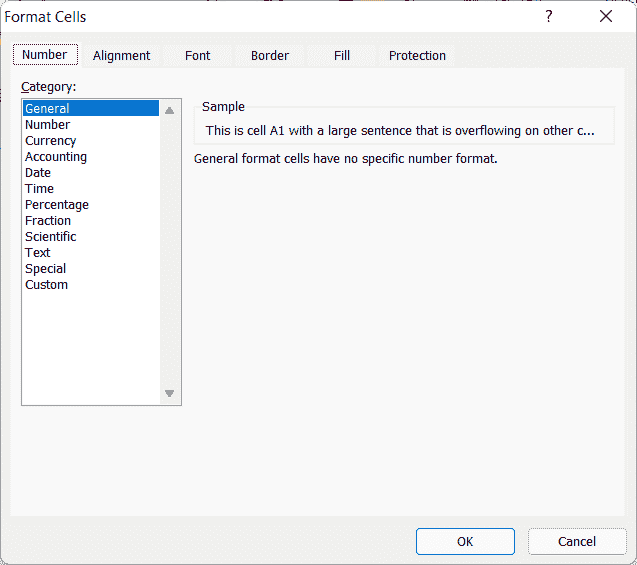 Format Cells
?
Number Alignment Font Border Fill Protection
Category:
General
Number
Currency
Accounting
Date
Time
Percentage
Fraction
Scientific
Text
Special
Custom
Sample
This is cell A1 with a large sentence that is overflowing on other c...
General format cells have no specific number format.
OK Cancel